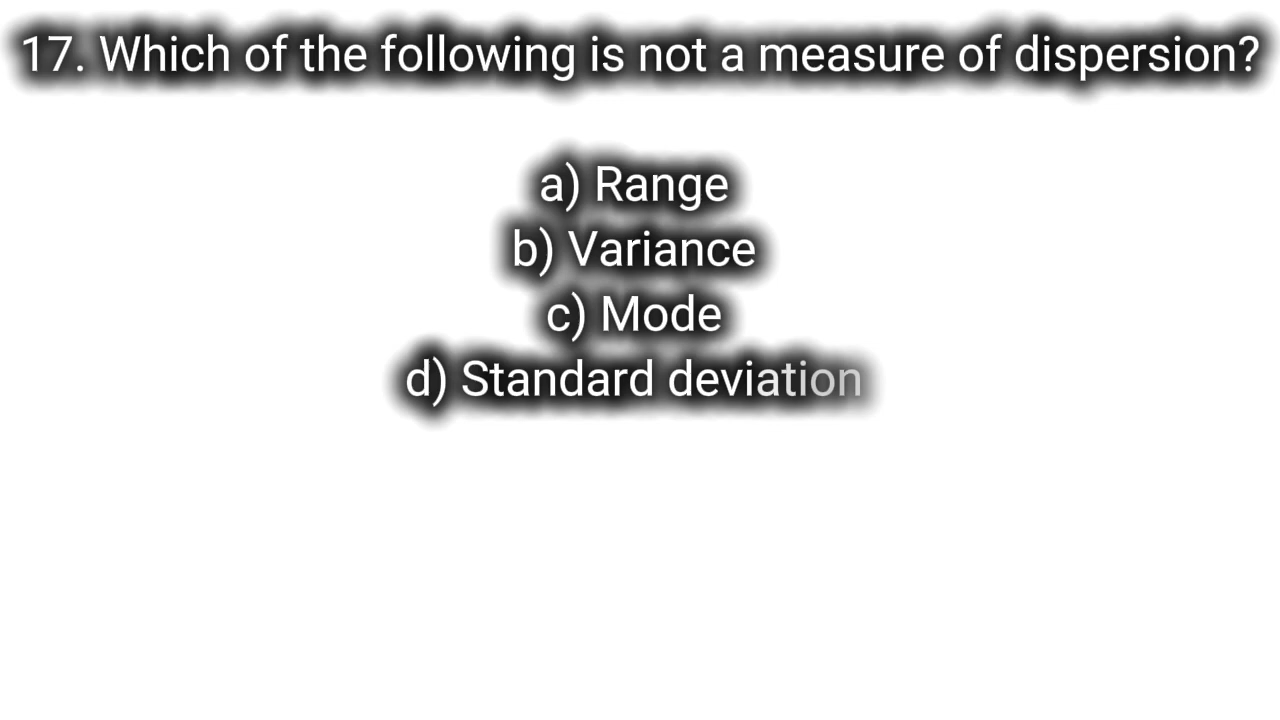 17. Which of the following is not a measure of dispersion?
a) Range
b) Variance
c) Mode
d) Standard deviation